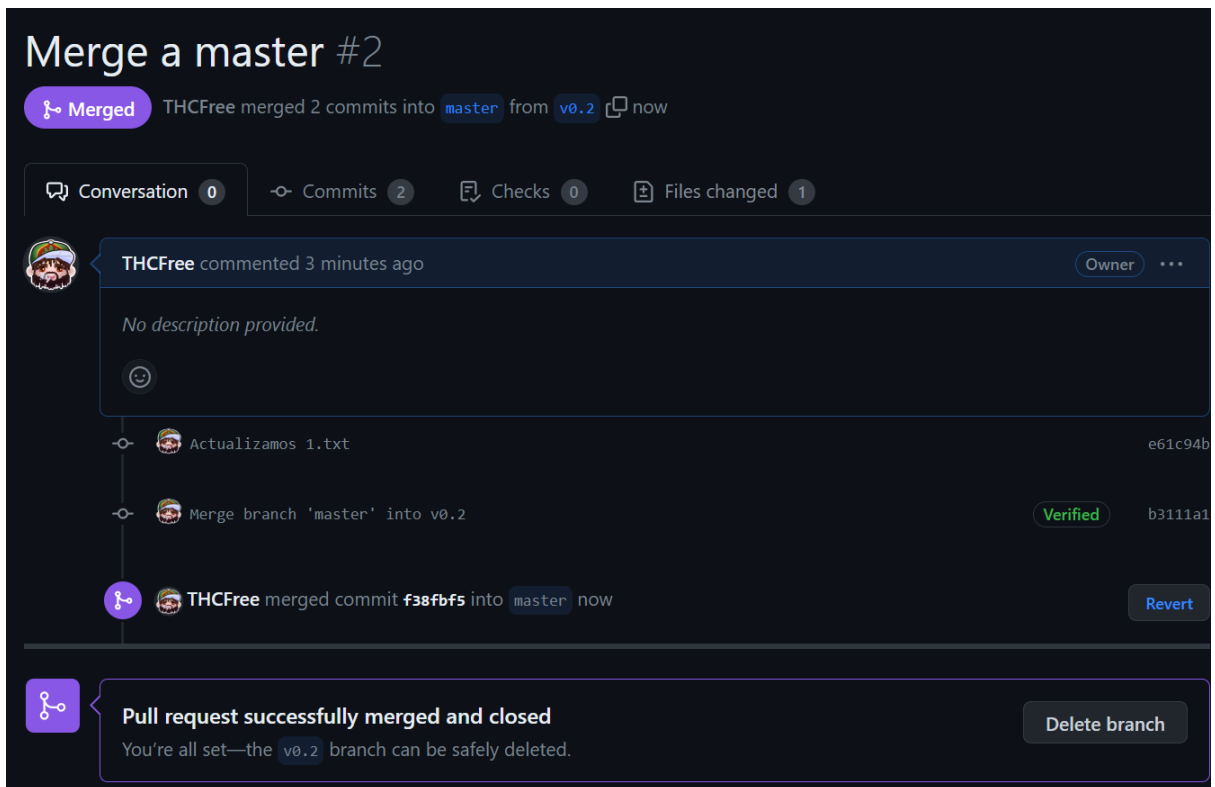 Merge a master #2
Merged THCFree merged 2 commits into master from v0.2 now
Conversation 0 Commits 2 Checks 0 Files changed 1
THCFree commented 3 minutes ago Owner ...
No description provided.
Actualizamos 1.txt e61c94b
Merge branch 'master' into v0.2 Verified b3111a1
THCFree merged commit f38fbf5 into master now Revert
Pull request successfully merged and closed
You're all set—the v0.2 branch can be safely deleted.
Delete branch